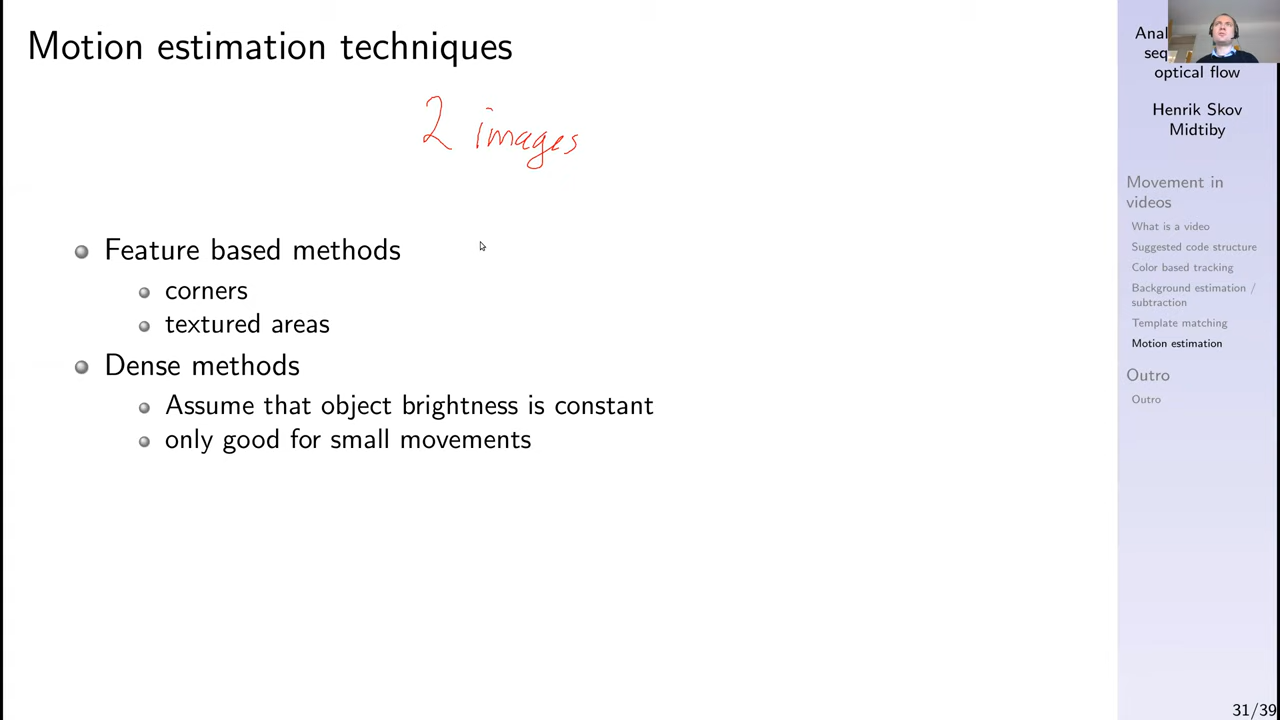 Motion estimation techniques
2 images
Feature based methods
corners
textured areas
Dense methods
Assume that object brightness is constant
only good for small movements
Anal
seq
optical flow
Henrik Skov
Midtiby
Movement in
videos
What is a video
Suggested code structure
Color based tracking
Background estimation /
subtraction
Template matching
Motion estimation
Outro
Outro
31/39